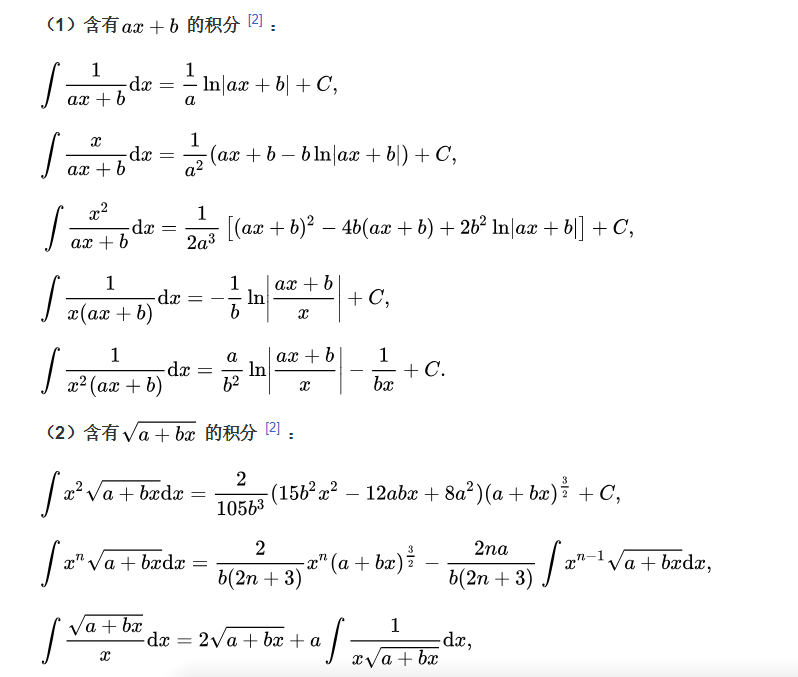 （1）含有 $ax+b$ 的积分 [2] ：
$\int \frac{1}{ax+b}\mathrm{d}x = \frac{1}{a}\ln|ax+b| + C,$
$\int \frac{x}{ax+b}\mathrm{d}x = \frac{1}{a^2}(ax+b-b\ln|ax+b|) + C,$
$\int \frac{x^2}{ax+b}\mathrm{d}x = \frac{1}{2a^3}\left[(ax+b)^2 - 4b(ax+b) + 2b^2\ln|ax+b|\right] + C,$
$\int \frac{1}{x(ax+b)}\mathrm{d}x = -\frac{1}{b}\ln\left|\frac{ax+b}{x}\right| + C,$
$\int \frac{1}{x^2(ax+b)}\mathrm{d}x = \frac{a}{b^2}\ln\left|\frac{ax+b}{x}\right| - \frac{1}{bx} + C.$
（2）含有 $\sqrt{a+bx}$ 的积分 [2] ：
$\int x^2\sqrt{a+bx}\mathrm{d}x = \frac{2}{105b^3}(15b^2x^2 - 12abx + 8a^2)(a+bx)^{\frac{3}{2}} + C,$
$\int x^n\sqrt{a+bx}\mathrm{d}x = \frac{2}{b(2n+3)}x^n(a+bx)^{\frac{3}{2}} - \frac{2na}{b(2n+3)}\int x^{n-1}\sqrt{a+bx}\mathrm{d}x,$
$\int \frac{\sqrt{a+bx}}{x}\mathrm{d}x = 2\sqrt{a+bx} + a\int \frac{1}{x\sqrt{a+bx}}\mathrm{d}x,$